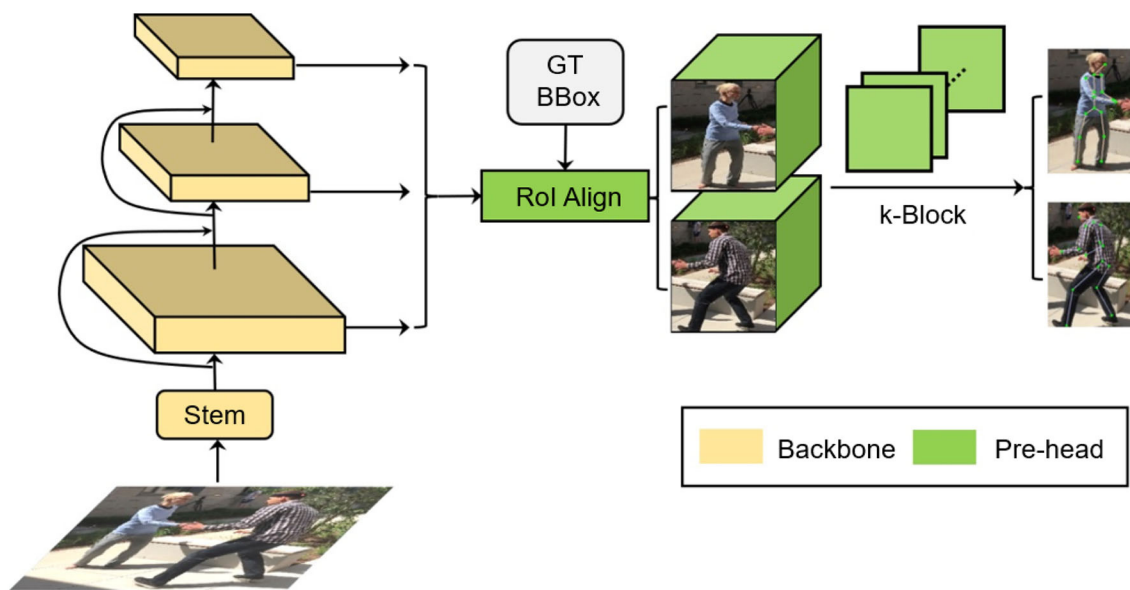 GT
BBox
RoI Align
k-Block
Stem
Backbone
Pre-head